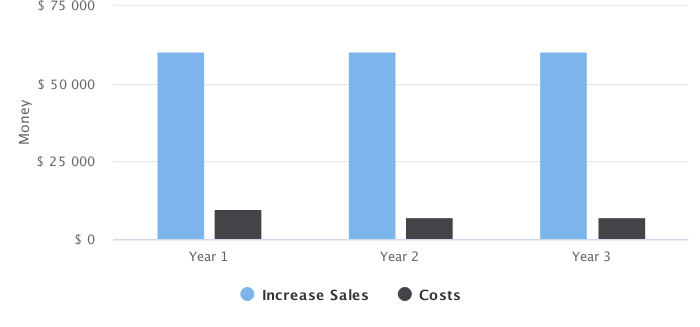 $ 75 000
$ 50 000
Money
$ 25 000
$ 0
Year 1
Year 2
Year 3
Increase Sales
Costs